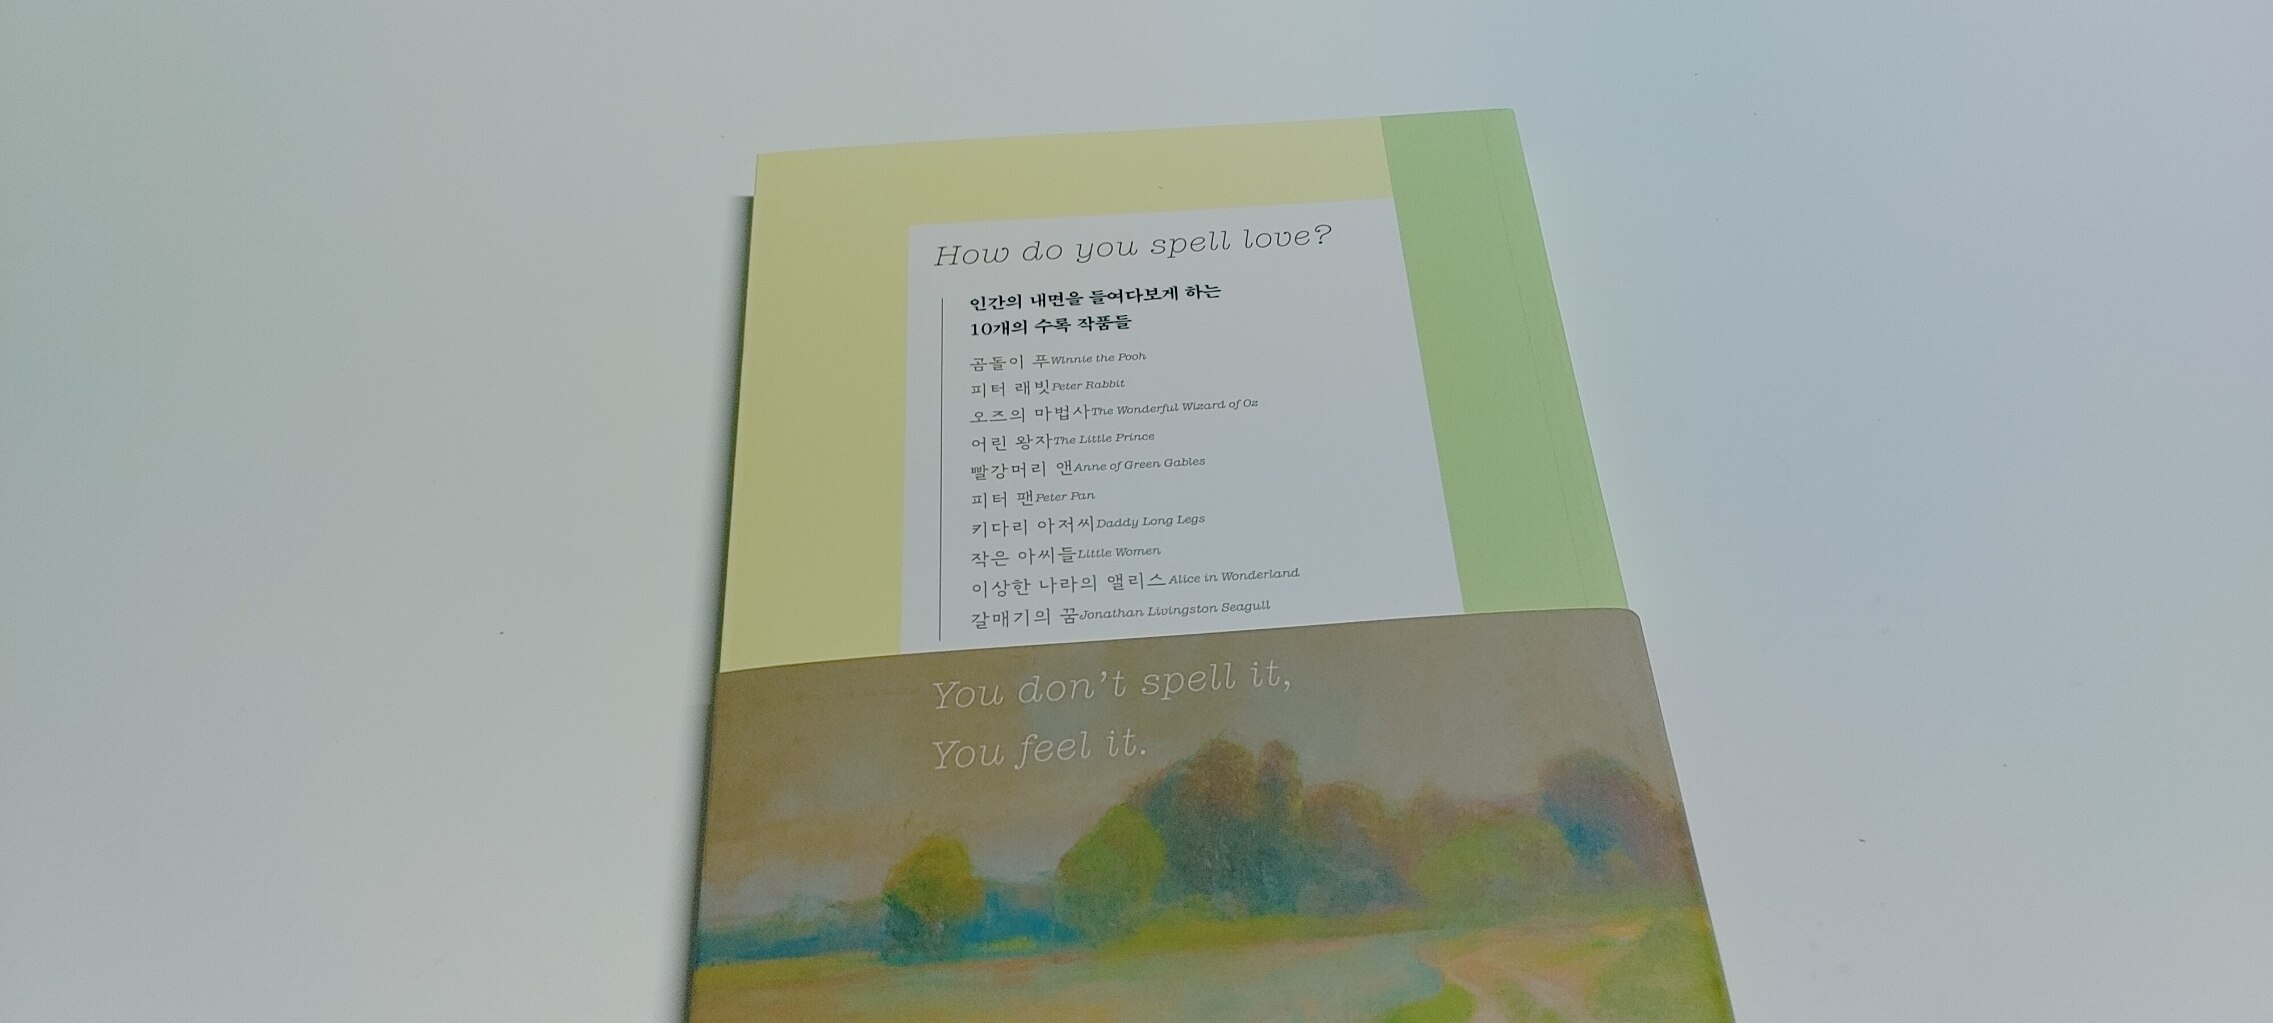 How do you spell love?
인간의 내면을 들여다보게 하는
10개의 수록 작품들
곰돌이 푸Winnie the Pooh
피터 래빗Peter Rabbit
오즈의 마법사The Wonderful Wizard of Oz
어린 왕자The Little Prince
빨강머리 앤Anne of Green Gables
피터 팬Peter Pan
키다리 아저씨Daddy Long Legs
작은 아씨들Little Women
이상한 나라의 앨리스Alice in Wonderland
갈매기의 꿈Jonathan Livingston Seagull
You don't spell it,
You feel it.